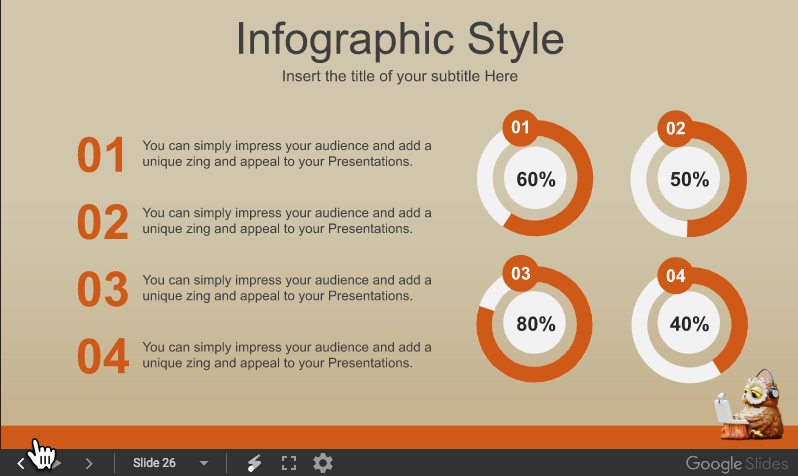 Infographic Style
Insert the title of your subtitle Here
01
You can simply impress your audience and add a
unique zing and appeal to your Presentations.
02
You can simply impress your audience and add a
unique zing and appeal to your Presentations.
03
You can simply impress your audience and add a
unique zing and appeal to your Presentations.
04
You can simply impress your audience and add a
unique zing and appeal to your Presentations.
01
60%
02
50%
03
80%
04
40%
Slide 26
Google Slides